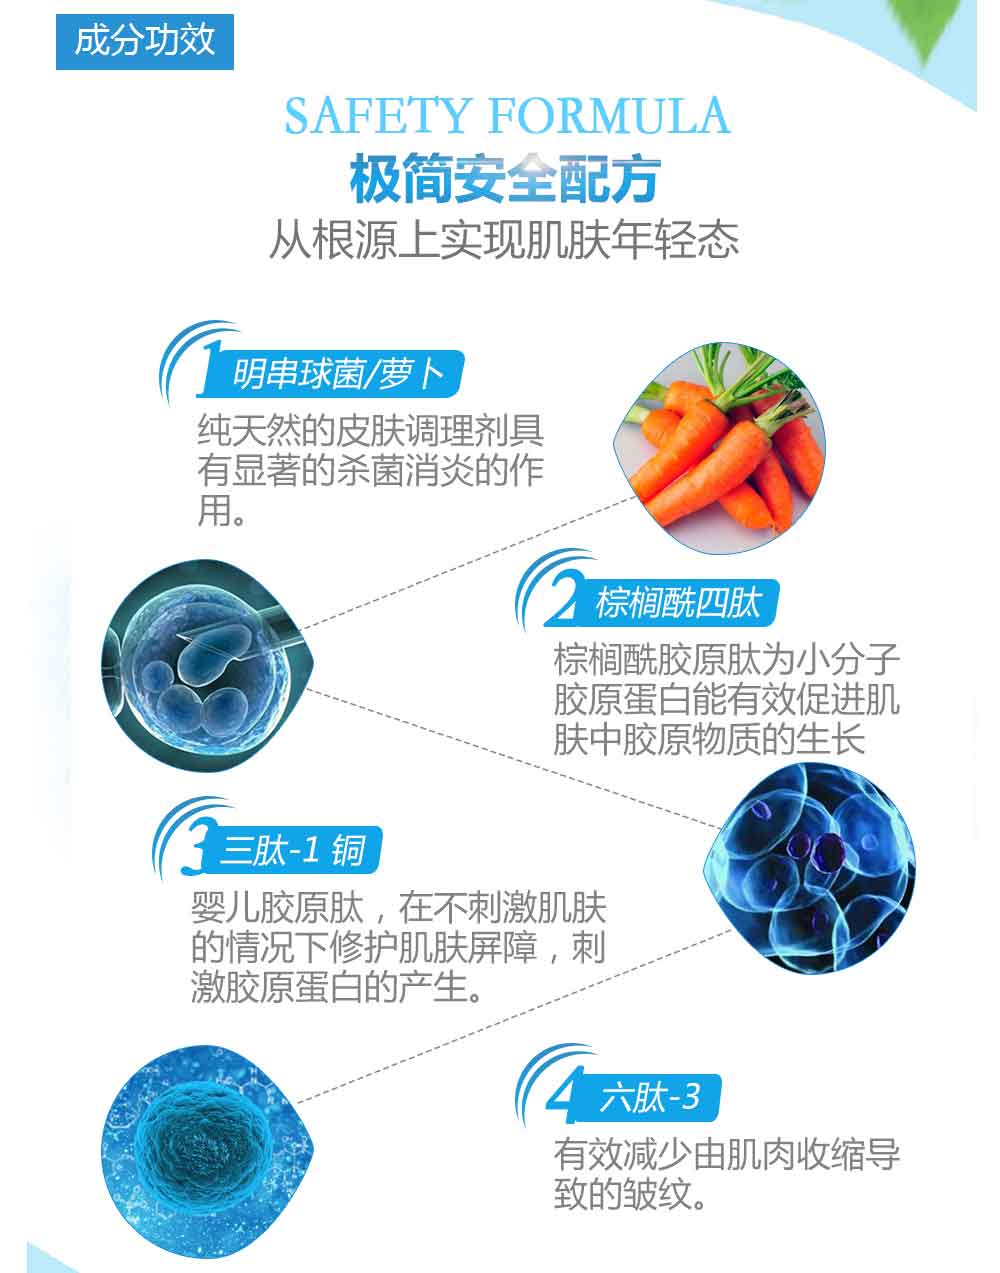 成分功效
SAFETY FORMULA
极简安全配方
从根源上实现肌肤年轻态
1 明串球菌/萝卜
纯天然的皮肤调理剂具
有显著的杀菌消炎的作
用。
2 棕榈酰四肽
棕榈酰胶原肽为小分子
胶原蛋白能有效促进肌
肤中胶原物质的生长
3 三肽-1 铜
婴儿胶原肽，在不刺激肌肤
的情况下修护肌肤屏障，刺
激胶原蛋白的产生。
4 六肽-3
有效减少由肌肉收缩导
致的皱纹。